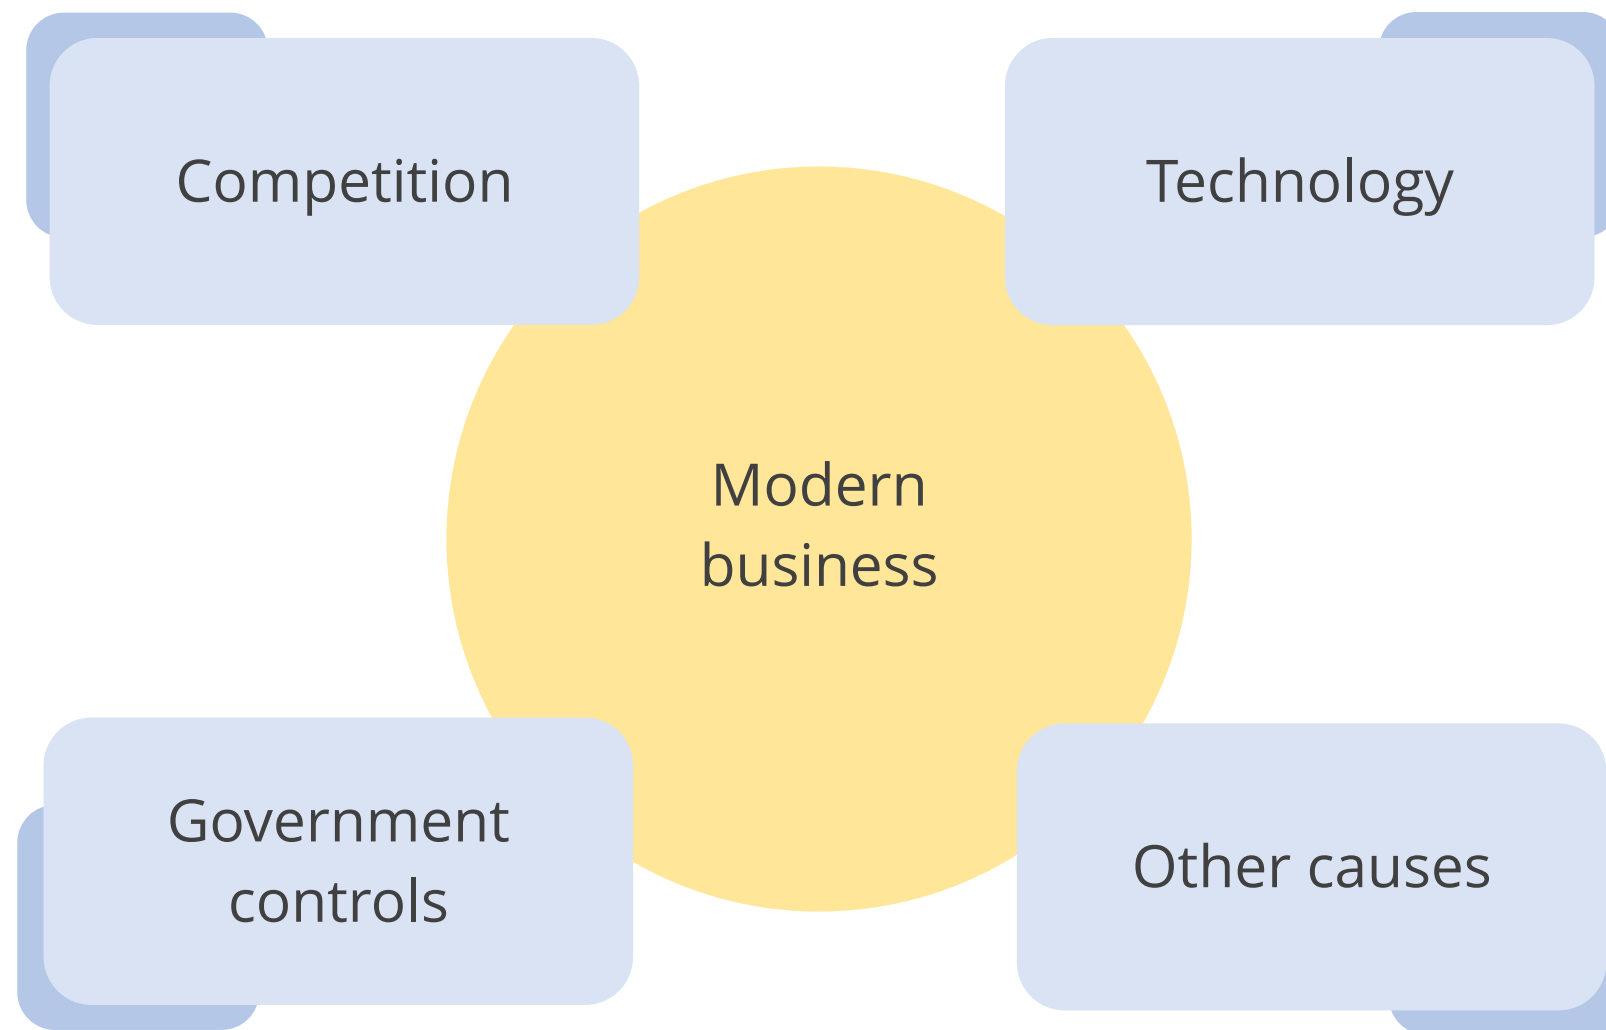 Competition
Technology
Modern
business
Government
controls
Other causes